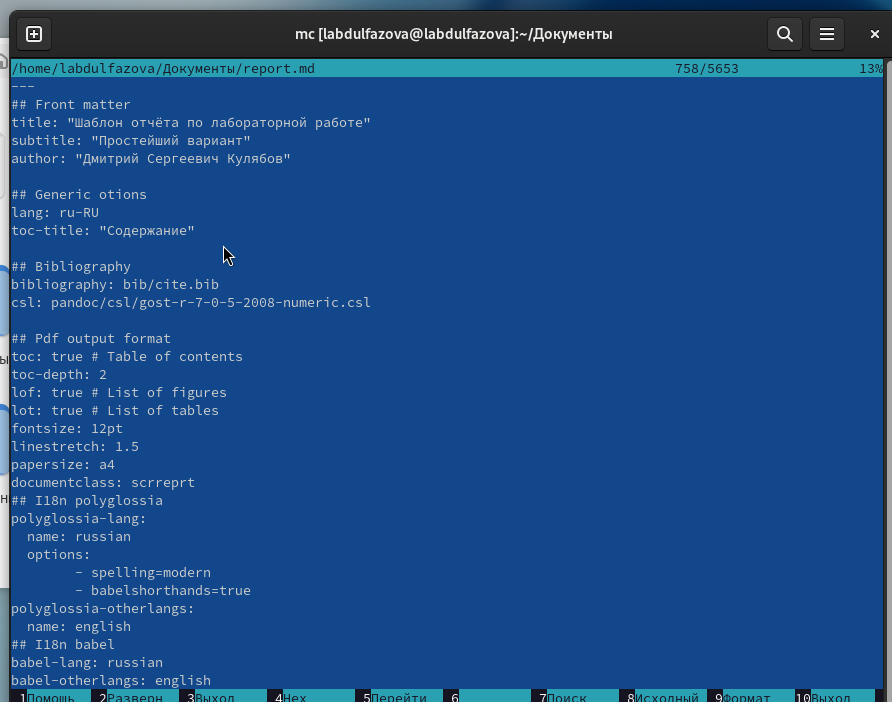 mc [labdulfazova@labdulfazova]:~/Документы
/home/labdulfazova/Документы/report.md 758/5653 13%
---
## Front matter
title: "Шаблон отчёта по лабораторной работе"
subtitle: "Простейший вариант"
author: "Дмитрий Сергеевич Кулябов"

## Generic otions
lang: ru-RU
toc-title: "Содержание"

## Bibliography
bibliography: bib/cite.bib
csl: pandoc/csl/gost-r-7-0-5-2008-numeric.csl

## Pdf output format
toc: true # Table of contents
toc-depth: 2
lof: true # List of figures
lot: true # List of tables
fontsize: 12pt
linestretch: 1.5
papersize: a4
documentclass: scrreprt
## I18n polyglossia
polyglossia-lang:
  name: russian
  options:
        - spelling=modern
        - babelshorthands=true
polyglossia-otherlangs:
  name: english
## I18n babel
babel-lang: russian
babel-otherlangs: english
1Помощь 2Разверн 3Выход 4Hex 5Перейти 6 7Поиск 8Исходный 9Формат 10Выход